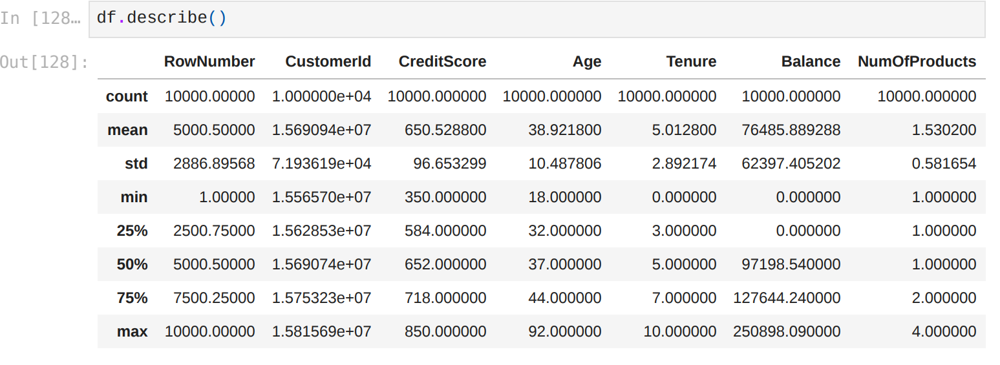 In [128… df.describe()
Out[128]:
RowNumber CustomerId CreditScore Age Tenure Balance NumOfProducts
count 10000.00000 1.000000e+04 10000.000000 10000.000000 10000.000000 10000.000000 10000.000000
mean 5000.50000 1.569094e+07 650.528800 38.921800 5.012800 76485.889288 1.530200
std 2886.89568 7.193619e+04 96.653299 10.487806 2.892174 62397.405202 0.581654
min 1.00000 1.556570e+07 350.000000 18.000000 0.000000 0.000000 1.000000
25% 2500.75000 1.562853e+07 584.000000 32.000000 3.000000 0.000000 1.000000
50% 5000.50000 1.569074e+07 652.000000 37.000000 5.000000 97198.540000 1.000000
75% 7500.25000 1.575323e+07 718.000000 44.000000 7.000000 127644.240000 2.000000
max 10000.00000 1.581569e+07 850.000000 92.000000 10.000000 250898.090000 4.000000